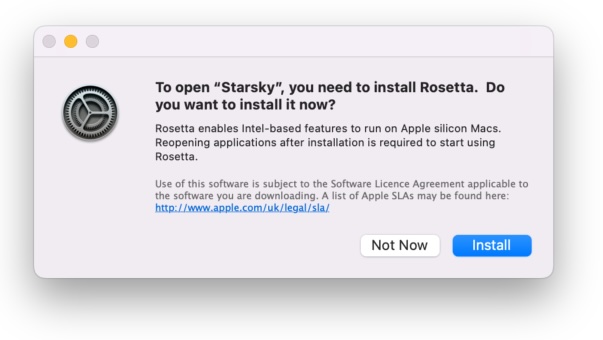 To open “Starsky”, you need to install Rosetta.  Do
you want to install it now?
Rosetta enables Intel-based features to run on Apple silicon Macs.
Reopening applications after installation is required to start using
Rosetta.
Use of this software is subject to the Software Licence Agreement applicable to
the software you are downloading. A list of Apple SLAs may be found here:
http://www.apple.com/uk/legal/sla/
Not Now
Install